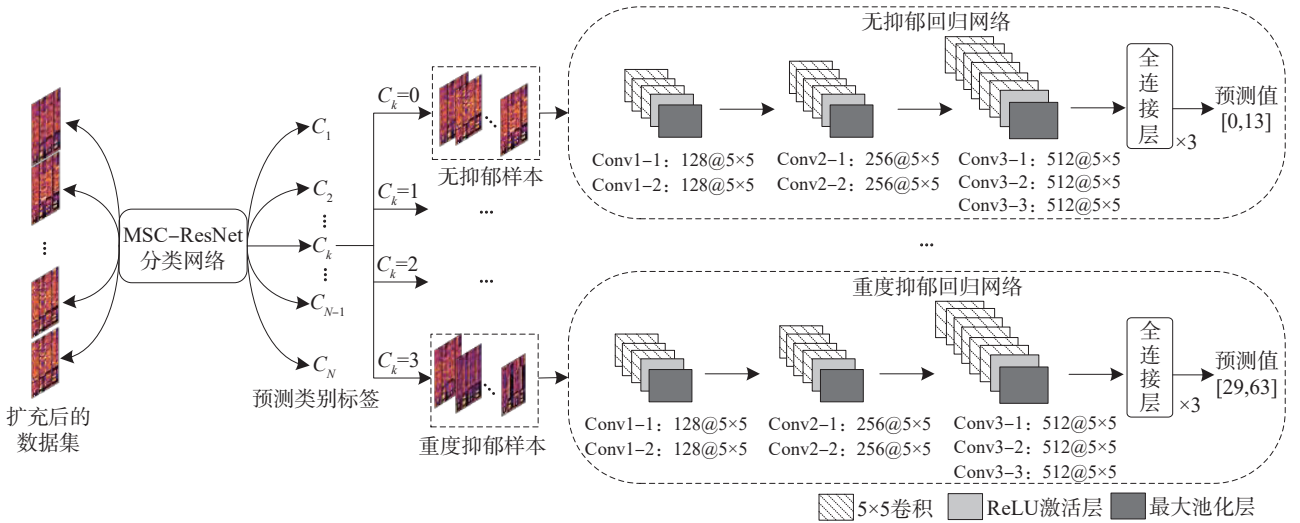 扩充后的
数据集
MSC–ResNet
分类网络
C₁
C₂
⋮
Cₖ
⋮
C_{N−1}
C_N
预测类别标签
Cₖ=0
Cₖ=1
Cₖ=2
Cₖ=3
无抑郁样本
...
...
重度抑郁样本
无抑郁回归网络
Conv1–1：128@5×5
Conv1–2：128@5×5
Conv2–1：256@5×5
Conv2–2：256@5×5
Conv3–1：512@5×5
Conv3–2：512@5×5
Conv3–3：512@5×5
全连接层
×3
预测值
[0,13]
...
重度抑郁回归网络
Conv1–1：128@5×5
Conv1–2：128@5×5
Conv2–1：256@5×5
Conv2–2：256@5×5
Conv3–1：512@5×5
Conv3–2：512@5×5
Conv3–3：512@5×5
全连接层
×3
预测值
[29,63]
5×5卷积
ReLU激活层
最大池化层